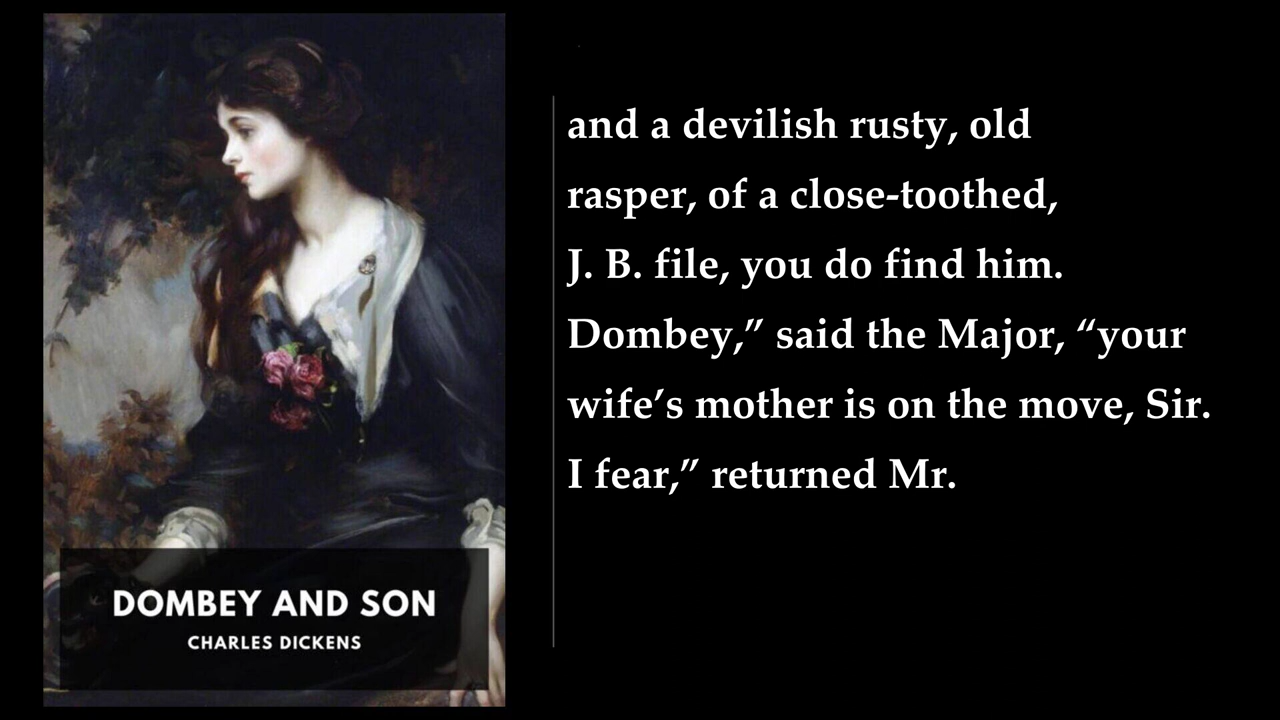 and a devilish rusty, old
rasper, of a close-toothed,
J. B. file, you do find him.
Dombey,” said the Major, “your
wife’s mother is on the move, Sir.
I fear,” returned Mr.
DOMBEY AND SON
CHARLES DICKENS